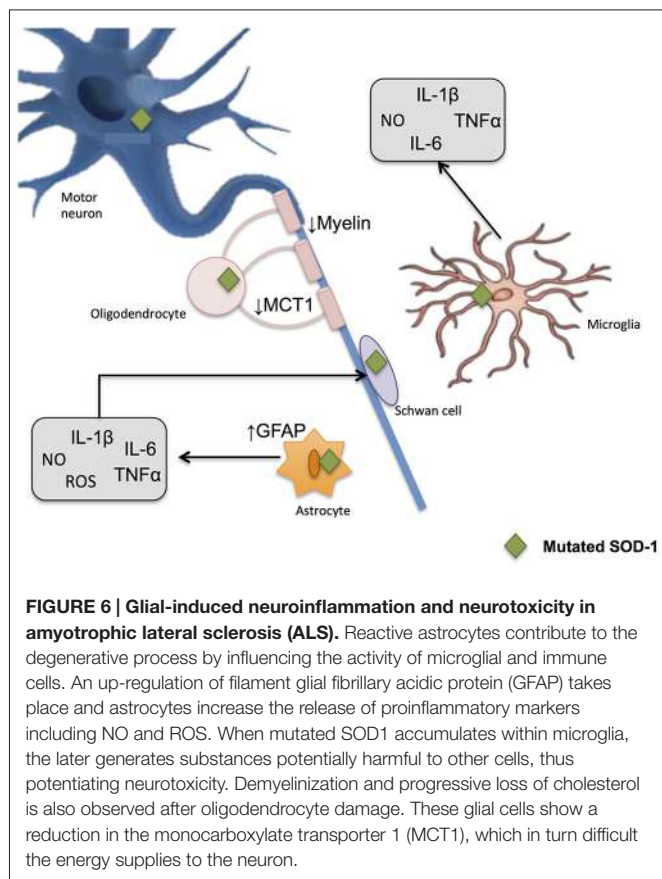 IL-1β
NO TNFα
IL-6
Motor
neuron
↓Myelin
Oligodendrocyte
↓MCT1
Microglia
Schwan cell
IL-1β
NO IL-6
ROS TNFα
↑GFAP
Astrocyte
Mutated SOD-1
FIGURE 6 | Glial-induced neuroinflammation and neurotoxicity in
amyotrophic lateral sclerosis (ALS). Reactive astrocytes contribute to the
degenerative process by influencing the activity of microglial and immune
cells. An up-regulation of filament glial fibrillary acidic protein (GFAP) takes
place and astrocytes increase the release of proinflammatory markers
including NO and ROS. When mutated SOD1 accumulates within microglia,
the later generates substances potentially harmful to other cells, thus
potentiating neurotoxicity. Demyelinization and progressive loss of cholesterol
is also observed after oligodendrocyte damage. These glial cells show a
reduction in the monocarboxylate transporter 1 (MCT1), which in turn difficult
the energy supplies to the neuron.